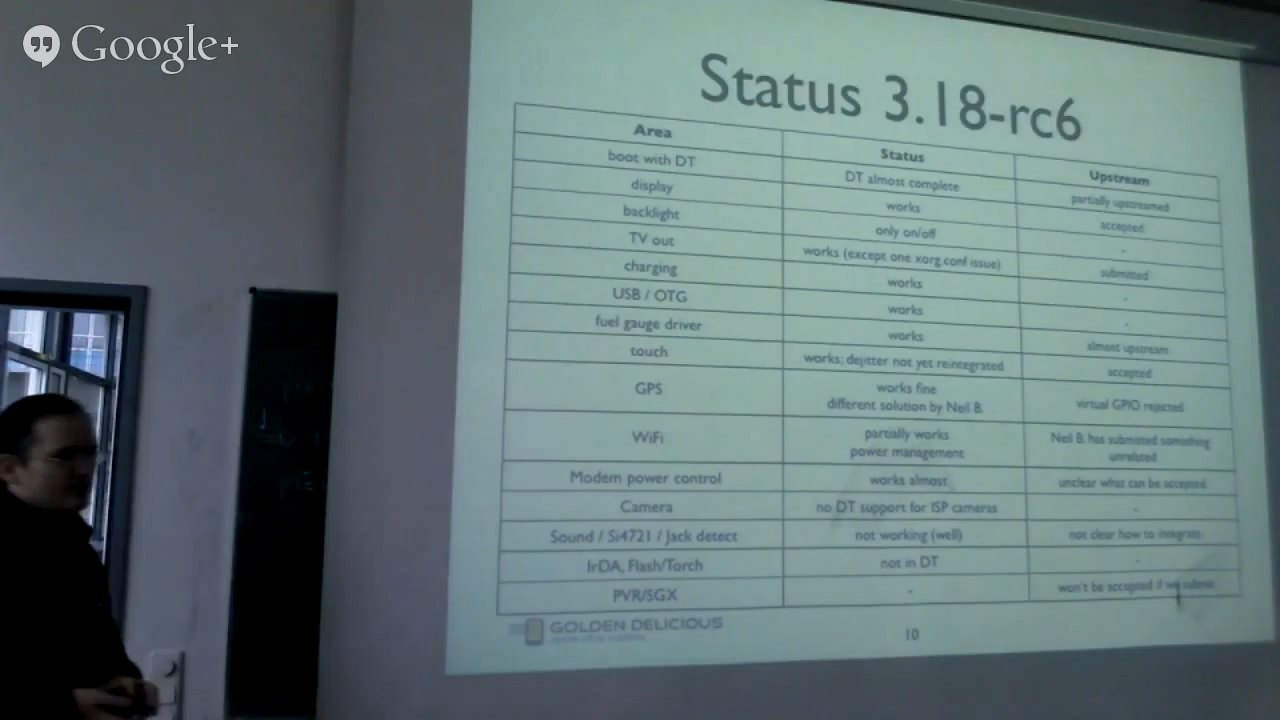 Google+
Status 3.18-rc6
Area Status Upstream
boot with DT DT almost complete partially upstreamed
display works accepted
backlight only on/off -
TV out works (except one xorg.conf issue) submitted
charging works -
USB / OTG works -
fuel gauge driver works almost upstream
touch works; dejitter not yet reintegrated accepted
GPS works fine
different solution by Neil B. virtual GPIO rejected
WiFi partially works
power management Neil B. has submitted something
unrelated
Modem power control works almost unclear what can be accepted
Camera no DT support for ISP cameras -
Sound / Si4721 / Jack detect not working (well) not clear how to integrate
IrDA, Flash/Torch not in DT -
PVR/SGX - won't be accepted if we submit
GOLDEN DELICIOUS
10